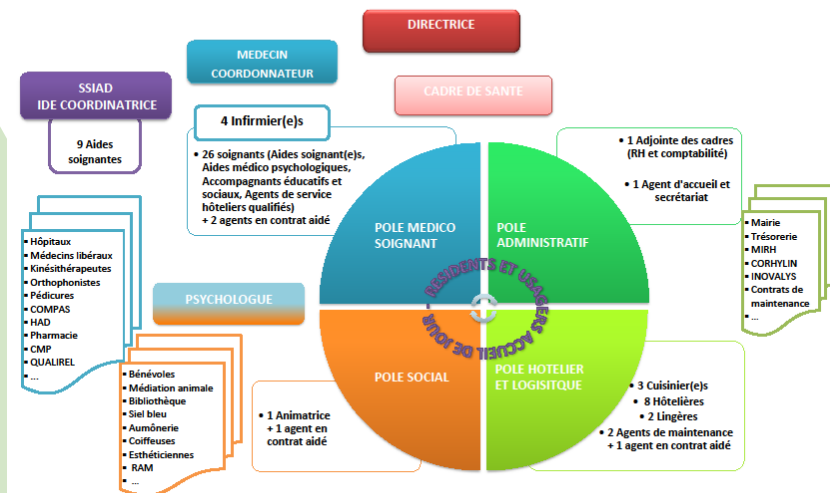 DIRECTRICE
MEDECIN
COORDONNATEUR
SSIAD
IDE COORDINATRICE
CADRE DE SANTE
9 Aides
soignantes
4 Infirmier(e)s
• 26 soignants (Aides soignant(e)s,
Aides médico psychologiques,
Accompagnants éducatifs et
sociaux, Agents de service
hôteliers qualifiés)
+ 2 agents en contrat aidé
• 1 Adjointe des cadres
(RH et comptabilité)
• 1 Agent d'accueil et
secrétariat
POLE MEDICO
SOIGNANT
POLE
ADMINISTRATIF
▪ Hôpitaux
▪ Médecins libéraux
▪ Kinésithérapeutes
▪ Orthophonistes
▪ Pédicures
▪ COMPAS
▪ HAD
▪ Pharmacie
▪ CMP
▪ QUALIREL
▪ ...
▪ Mairie
▪ Trésorerie
▪ MIRH
▪ CORHYLIN
▪ INOVALYS
▪ Contrats de
maintenance
▪ ...
PSYCHOLOGUE
- RESIDENTS ET USAGERS ACCUEIL DE JOUR
POLE SOCIAL
POLE HOTELIER
ET LOGISITQUE
▪ Bénévoles
▪ Médiation animale
▪ Bibliothèque
▪ Siel bleu
▪ Aumônerie
▪ Coiffeuses
▪ Esthéticiennes
▪ RAM
▪ ...
• 1 Animatrice
+ 1 agent en
contrat aidé
• 3 Cuisinier(e)s
• 8 Hôtelières
• 2 Lingères
• 2 Agents de maintenance
+ 1 agent en contrat aidé